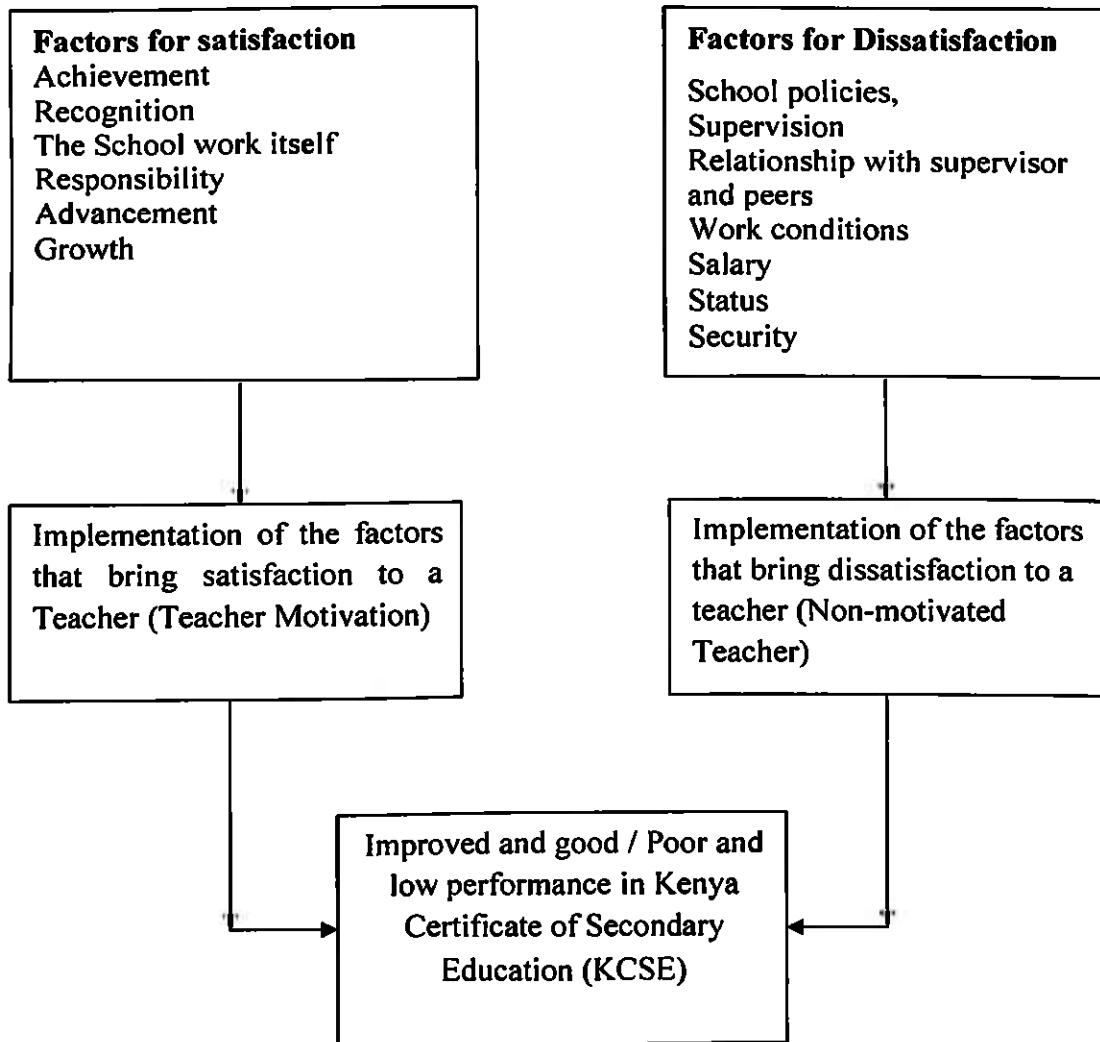 Factors for satisfaction
Achievement
Recognition
The School work itself
Responsibility
Advancement
Growth
Factors for Dissatisfaction
School policies,
Supervision
Relationship with supervisor
and peers
Work conditions
Salary
Status
Security
Implementation of the factors
that bring satisfaction to a
Teacher (Teacher Motivation)
Implementation of the factors
that bring dissatisfaction to a
teacher (Non-motivated
Teacher)
Improved and good / Poor and
low performance in Kenya
Certificate of Secondary
Education (KCSE)